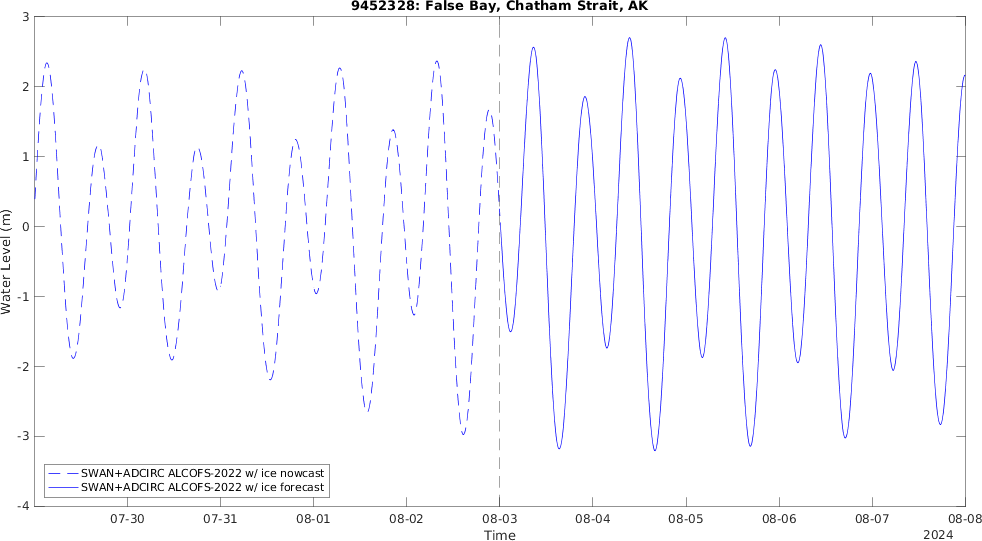 9452328: False Bay, Chatham Strait, AK
Water Level (m)
3
2
1
0
-1
-2
-3
-4
SWAN+ADCIRC ALCOFS-2022 w/ ice nowcast
SWAN+ADCIRC ALCOFS-2022 w/ ice forecast
07-30 07-31 08-01 08-02 08-03 08-04 08-05 08-06 08-07 08-08
Time
2024